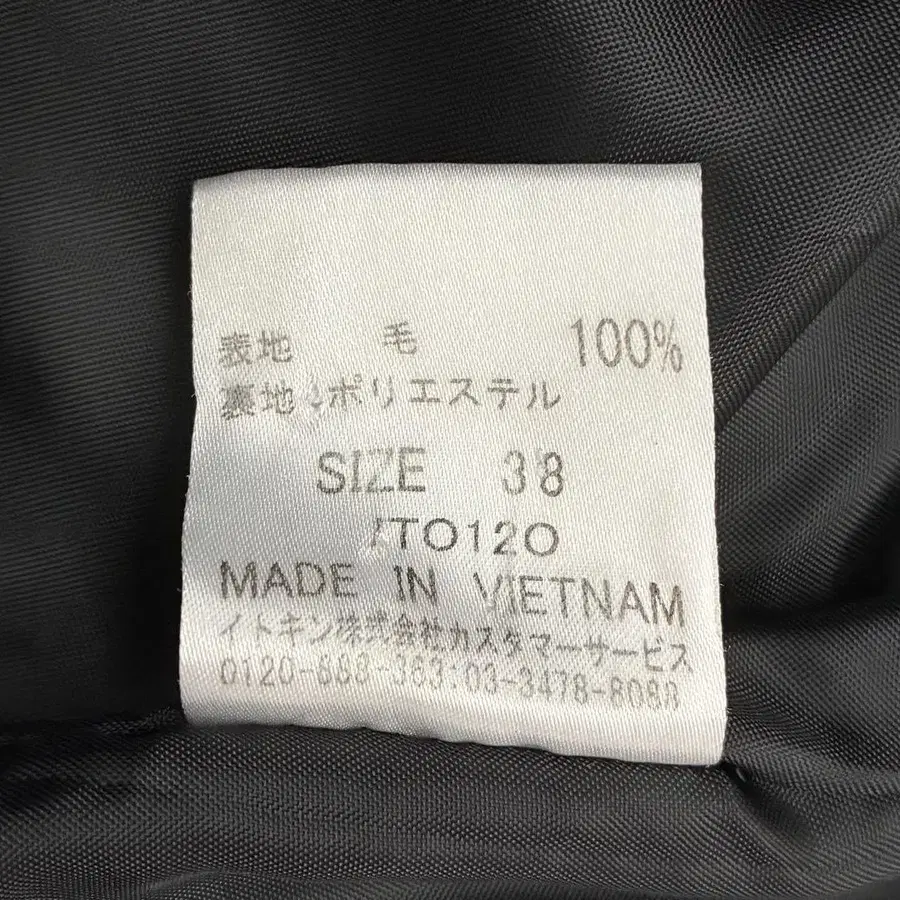 表地 毛 100%
裏地 ポリエステル
SIZE 38
TO120
MADE IN VIETNAM
イトキン株式会社カスタマーサービス
0120-888-363:03-3478-8088